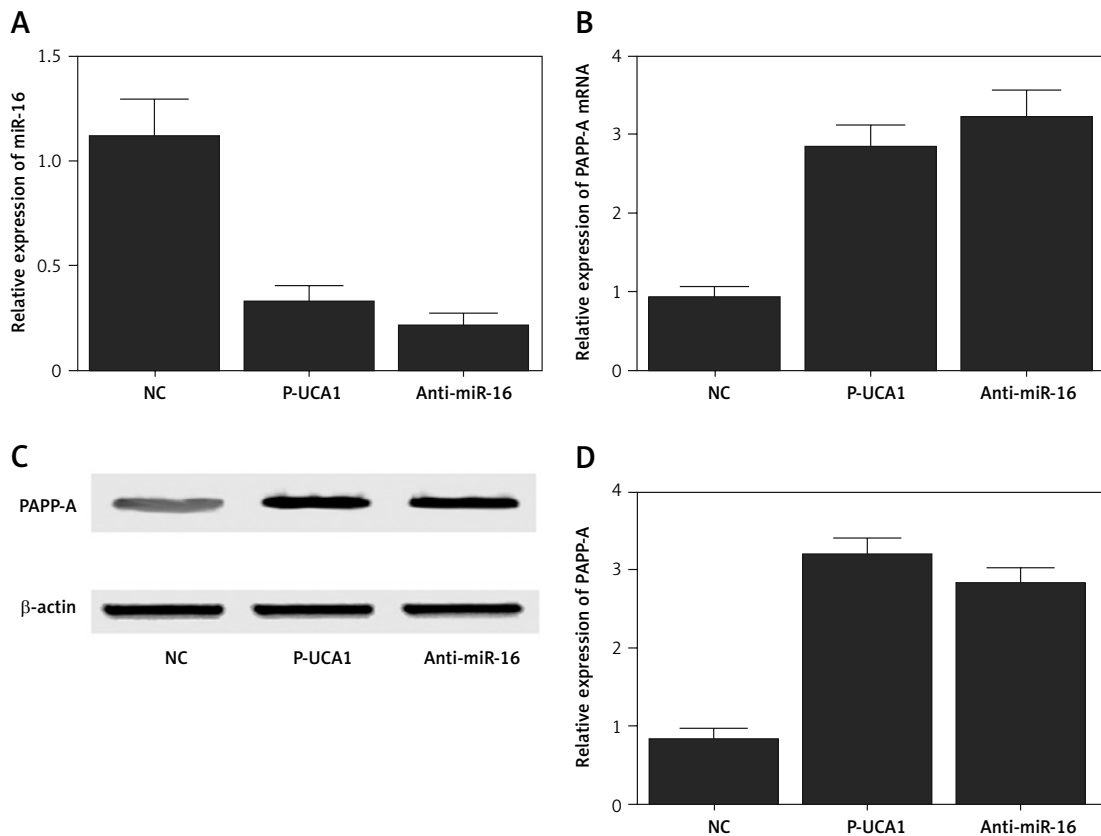 A
Relative expression of miR-16
1.5
1.0
0.5
0
NC P-UCA1 Anti-miR-16
B
Relative expression of PAPP-A mRNA
4
3
2
1
0
NC P-UCA1 Anti-miR-16
C
PAPP-A
β-actin
NC P-UCA1 Anti-miR-16
D
Relative expression of PAPP-A
4
3
2
1
0
NC P-UCA1 Anti-miR-16